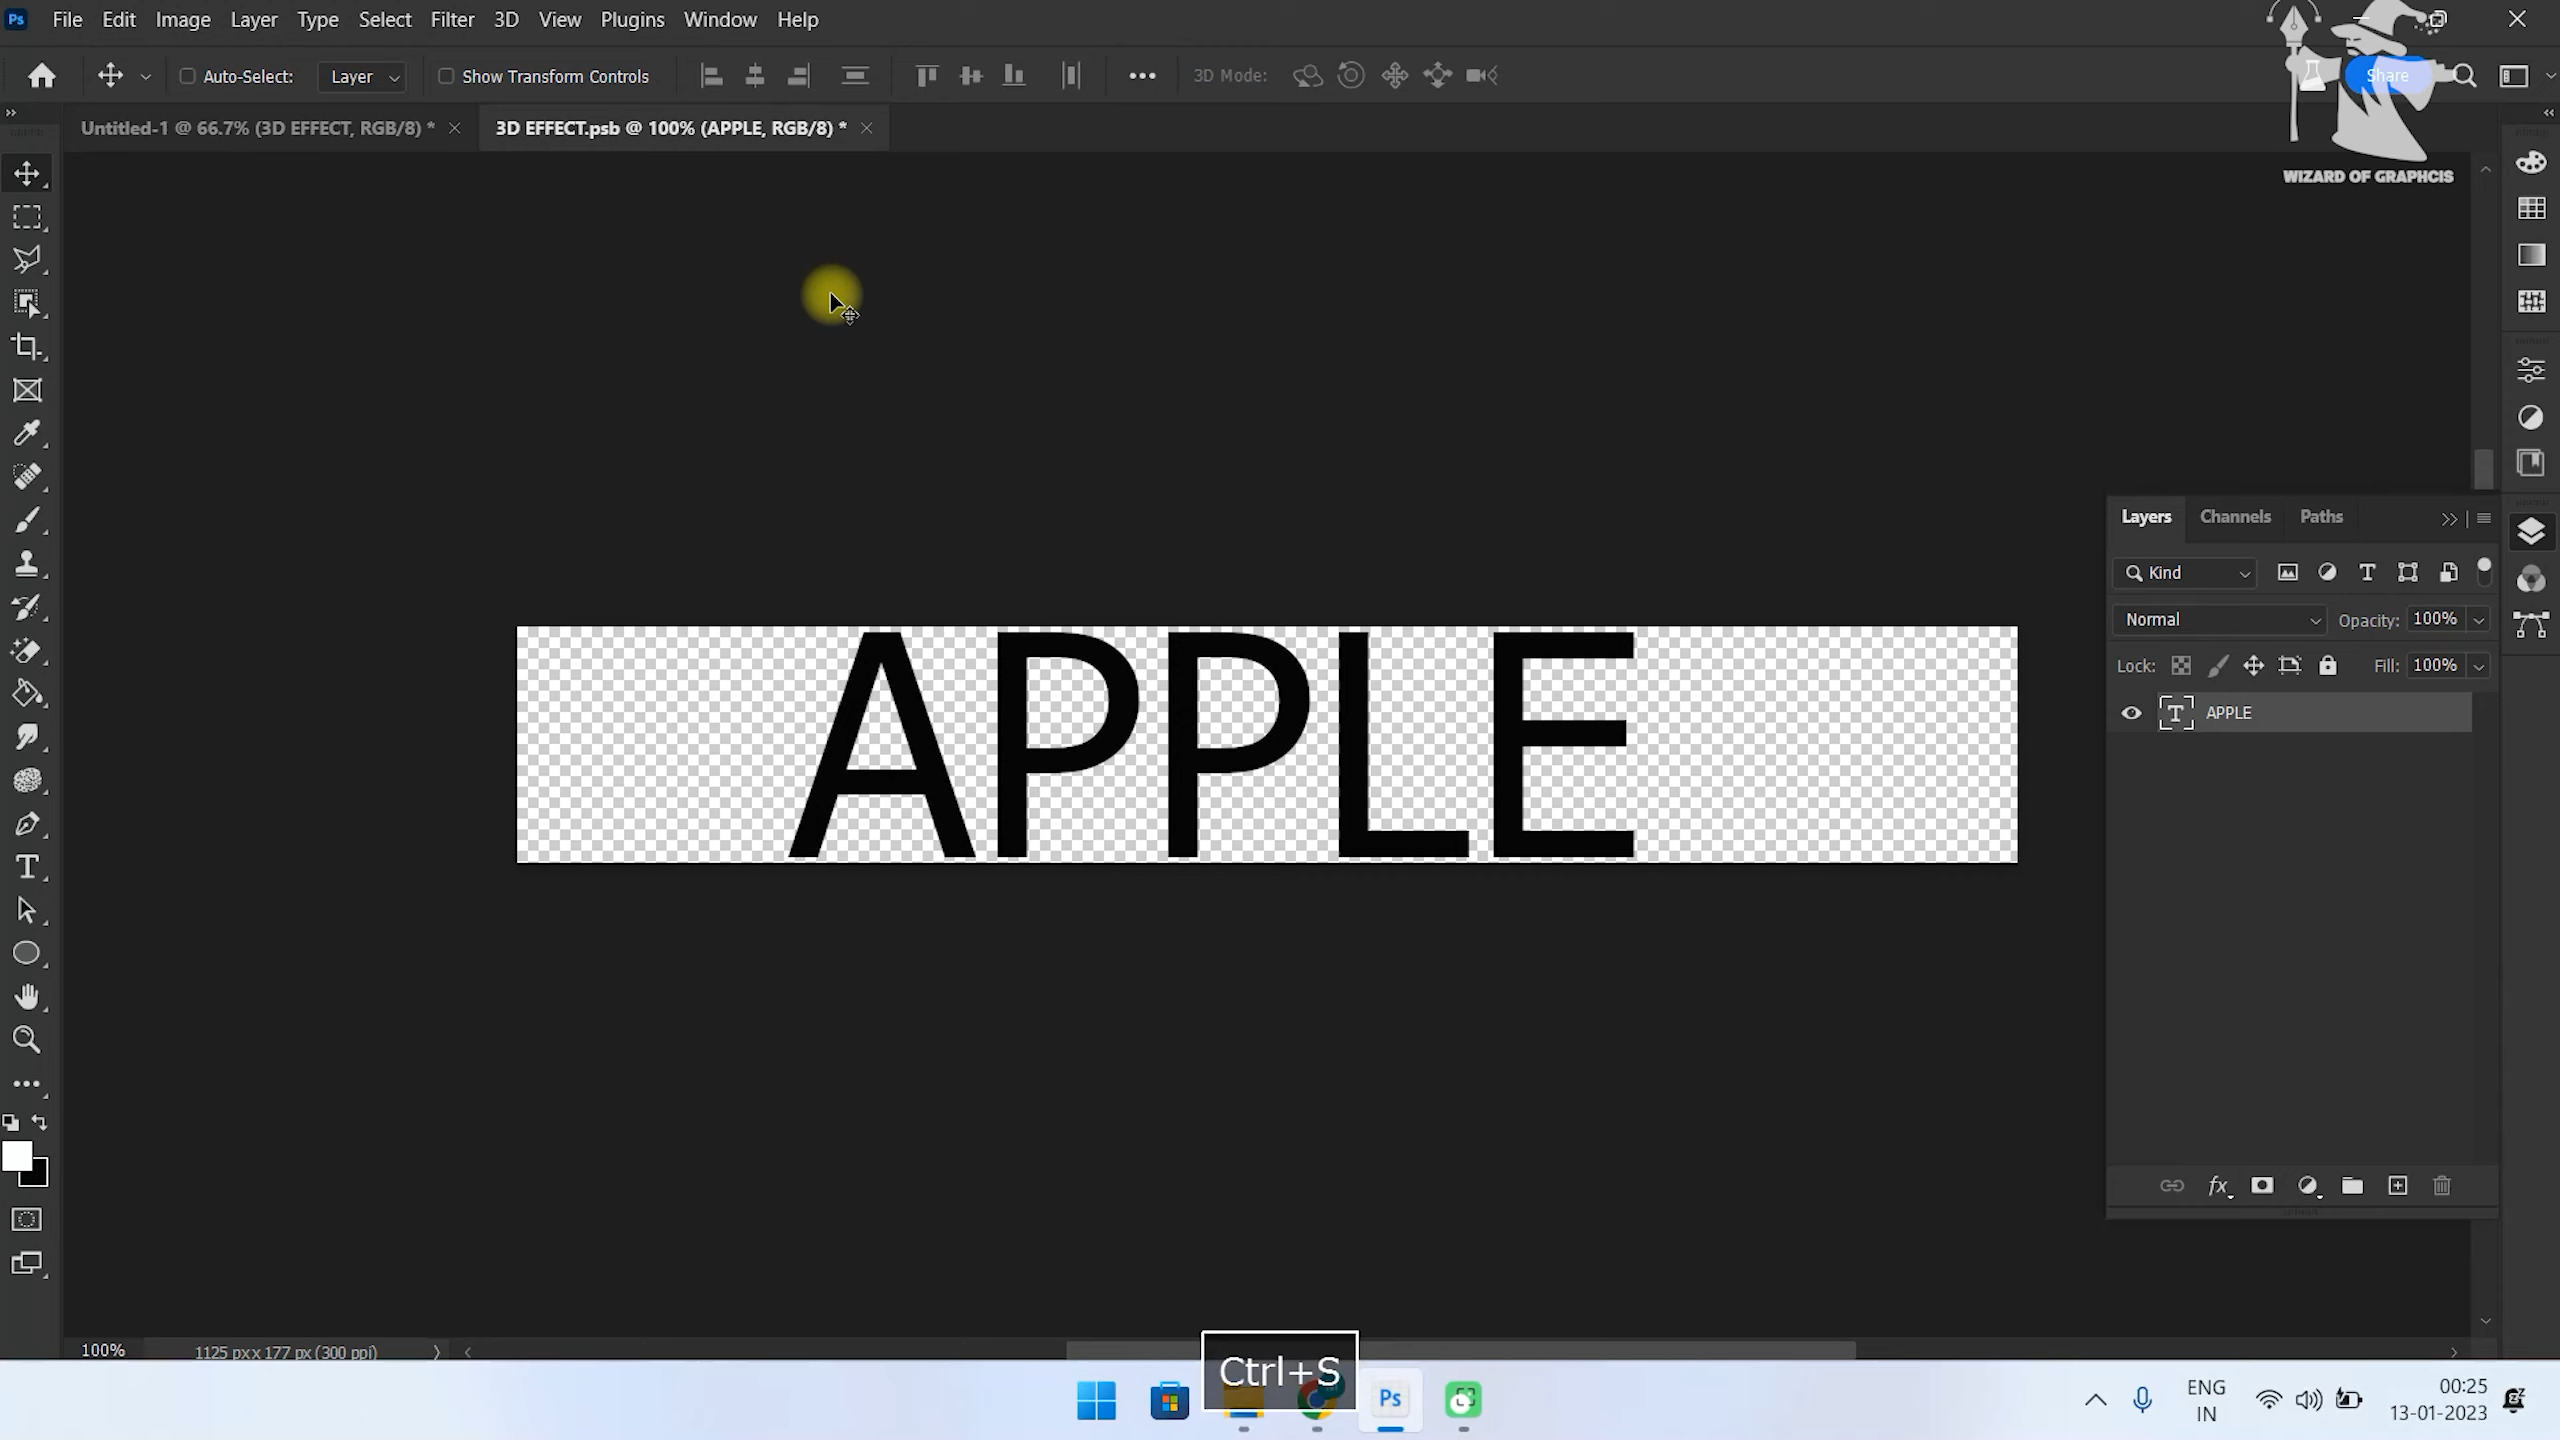 Ps File Edit Image Layer Type Select Filter 3D View Plugins Window Help
Auto-Select: Layer Show Transform Controls 3D Mode: Share
Untitled-1 @ 66.7% (3D EFFECT, RGB/8) * 3D EFFECT.psb @ 100% (APPLE, RGB/8) *
WIZARD OF GRAPHCIS
APPLE
Layers Channels Paths
Kind
Normal Opacity: 100%
Lock: Fill: 100%
APPLE
fx
100% 1125 px x 177 px (300 ppi)
Ctrl+S
Ps
ENG
IN
00:25
13-01-2023